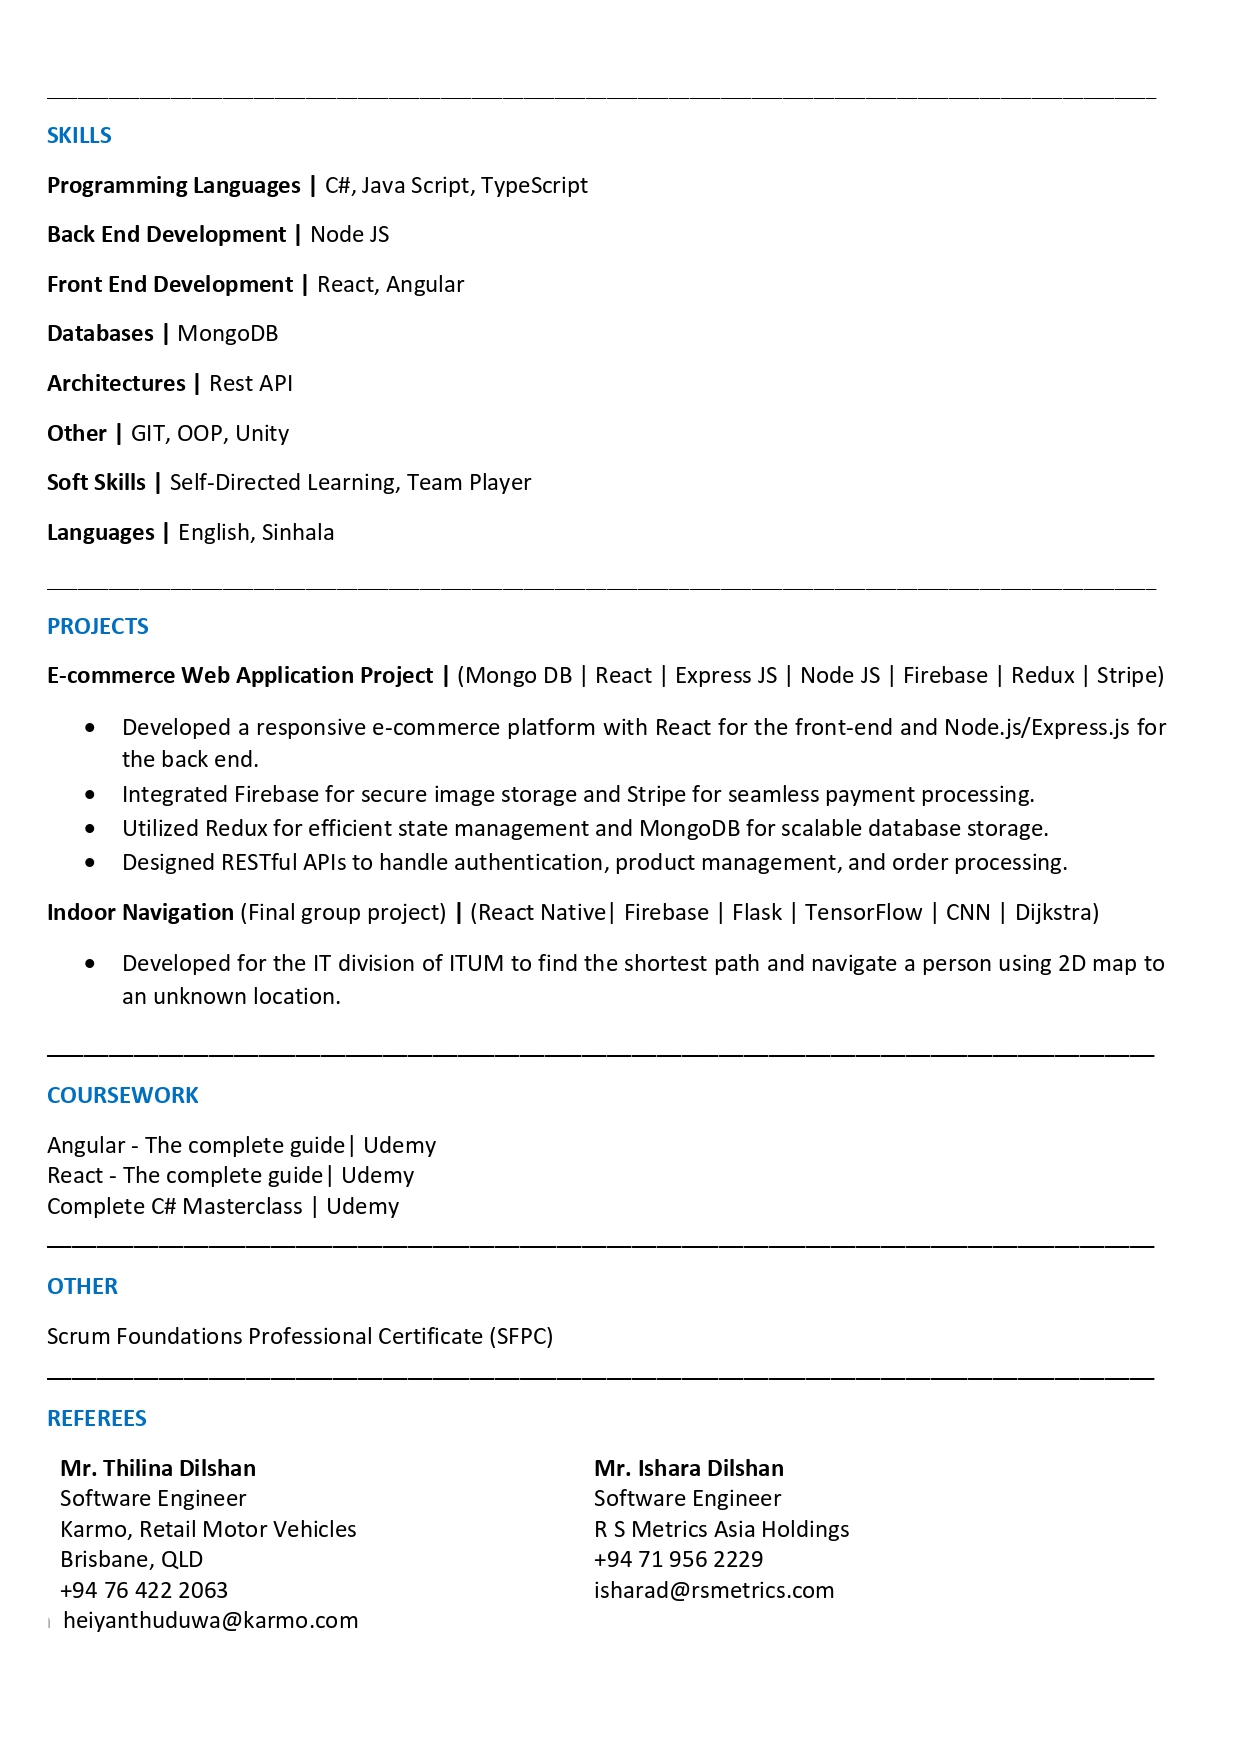 SKILLS
Programming Languages | C#, Java Script, TypeScript
Back End Development | Node JS
Front End Development | React, Angular
Databases | MongoDB
Architectures | Rest API
Other | GIT, OOP, Unity
Soft Skills | Self-Directed Learning, Team Player
Languages | English, Sinhala
PROJECTS
E-commerce Web Application Project | (Mongo DB | React | Express JS | Node JS | Firebase | Redux | Stripe)
• Developed a responsive e-commerce platform with React for the front-end and Node.js/Express.js for
the back end.
• Integrated Firebase for secure image storage and Stripe for seamless payment processing.
• Utilized Redux for efficient state management and MongoDB for scalable database storage.
• Designed RESTful APIs to handle authentication, product management, and order processing.
Indoor Navigation (Final group project) | (React Native| Firebase | Flask | TensorFlow | CNN | Dijkstra)
• Developed for the IT division of ITUM to find the shortest path and navigate a person using 2D map to
an unknown location.
COURSEWORK
Angular - The complete guide| Udemy
React - The complete guide| Udemy
Complete C# Masterclass | Udemy
OTHER
Scrum Foundations Professional Certificate (SFPC)
REFEREES
Mr. Thilina Dilshan
Software Engineer
Karmo, Retail Motor Vehicles
Brisbane, QLD
+94 76 422 2063
heiyanthuduwa@karmo.com
Mr. Ishara Dilshan
Software Engineer
R S Metrics Asia Holdings
+94 71 956 2229
isharad@rsmetrics.com